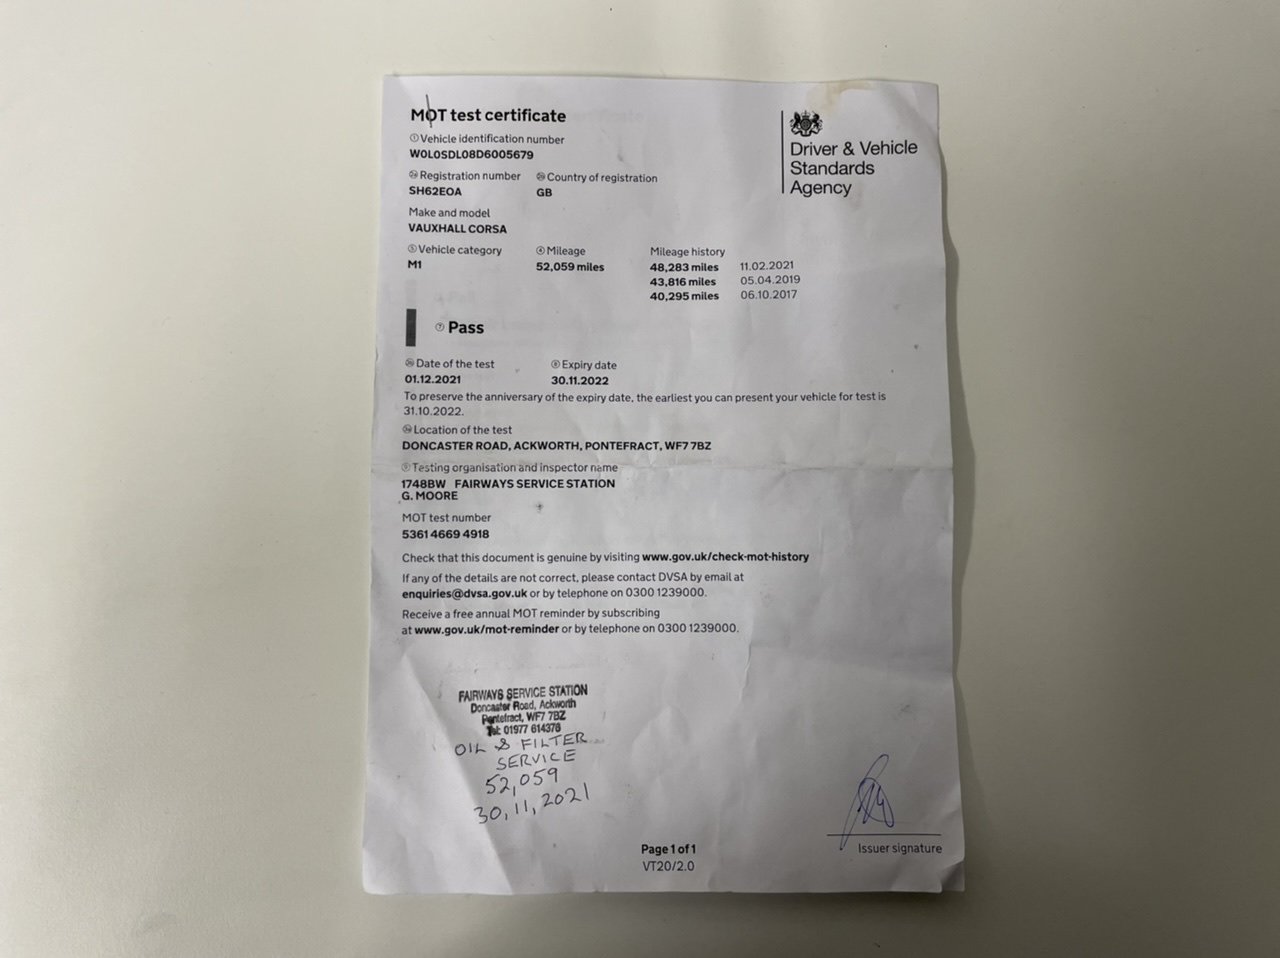 MOT test certificate
Driver & Vehicle
Standards
Agency
① Vehicle identification number
W0L0SDL08D6005679
Registration number
SH62EOA
Country of registration
GB
Make and model
VAUXHALL CORSA
Vehicle category
M1
④ Mileage
52,059 miles
Mileage history
48,283 miles 11.02.2021
43,816 miles 05.04.2019
40,295 miles 06.10.2017
⑦ Pass
Date of the test
01.12.2021
⑧ Expiry date
30.11.2022
To preserve the anniversary of the expiry date, the earliest you can present your vehicle for test is
31.10.2022.
Location of the test
DONCASTER ROAD, ACKWORTH, PONTEFRACT, WF7 7BZ
Testing organisation and inspector name
1748BW FAIRWAYS SERVICE STATION
G. MOORE
MOT test number
5361 4669 4918
Check that this document is genuine by visiting www.gov.uk/check-mot-history
If any of the details are not correct, please contact DVSA by email at
enquiries@dvsa.gov.uk or by telephone on 0300 1239000.
Receive a free annual MOT reminder by subscribing
at www.gov.uk/mot-reminder or by telephone on 0300 1239000.
FAIRWAYS SERVICE STATION
Doncaster Road, Ackworth
Pontefract, WF7 7BZ
Tel: 01977 614376
OIL & FILTER
SERVICE
52,059
30,11,2021
Issuer signature
Page 1 of 1
VT20/2.0